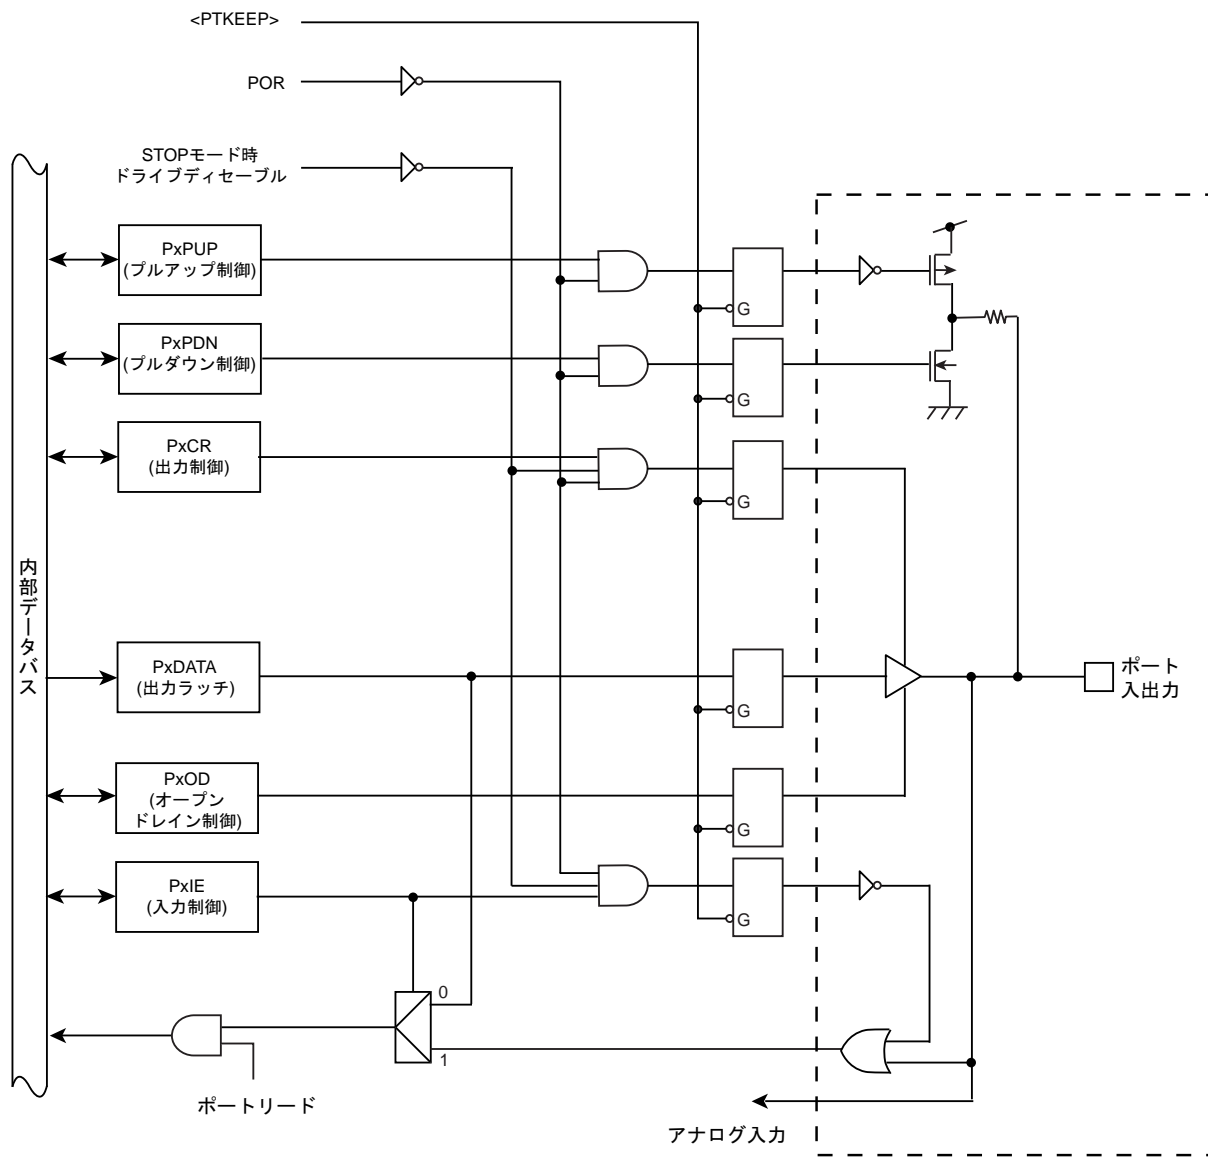 <PTKEEP>
POR
STOPモード時
ドライブディセーブル
PxPUP
(プルアップ制御)
G
PxPDN
(プルダウン制御)
G
PxCR
(出力制御)
G
内部データバス
PxDATA
(出力ラッチ)
G
ポート
入出力
PxOD
(オープン
ドレイン制御)
G
PxIE
(入力制御)
G
0
1
ポートリード
アナログ入力